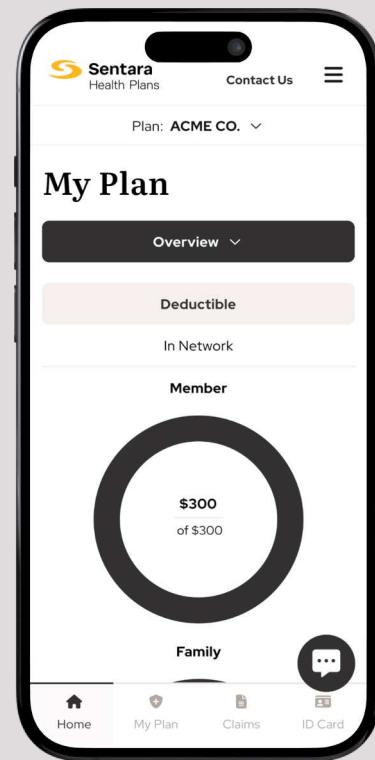 Sentara
Health Plans
Contact Us
Plan: ACME CO.
My Plan
Overview
Deductible
In Network
Member
$300
of $300
Family
Home
My Plan
Claims
ID Card